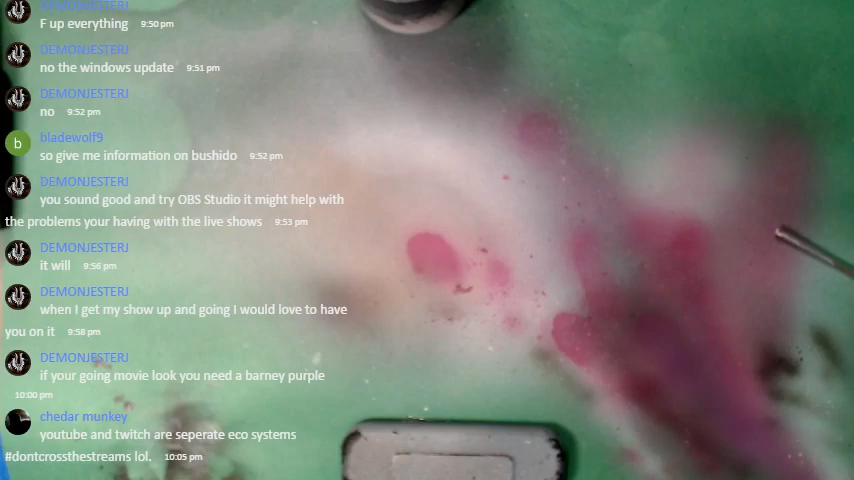 DEMONJESTERJ
F up everything 9:50 pm
DEMONJESTERJ
no the windows update 9:51 pm
DEMONJESTERJ
no 9:52 pm
b bladewolf9
so give me information on bushido 9:52 pm
DEMONJESTERJ
you sound good and try OBS Studio it might help with
the problems your having with the live shows 9:53 pm
DEMONJESTERJ
it will 9:56 pm
DEMONJESTERJ
when I get my show up and going I would love to have
you on it 9:58 pm
DEMONJESTERJ
if your going movie look you need a barney purple
10:00 pm
chedar munkey
youtube and twitch are seperate eco systems
#dontcrossthestreams lol. 10:05 pm